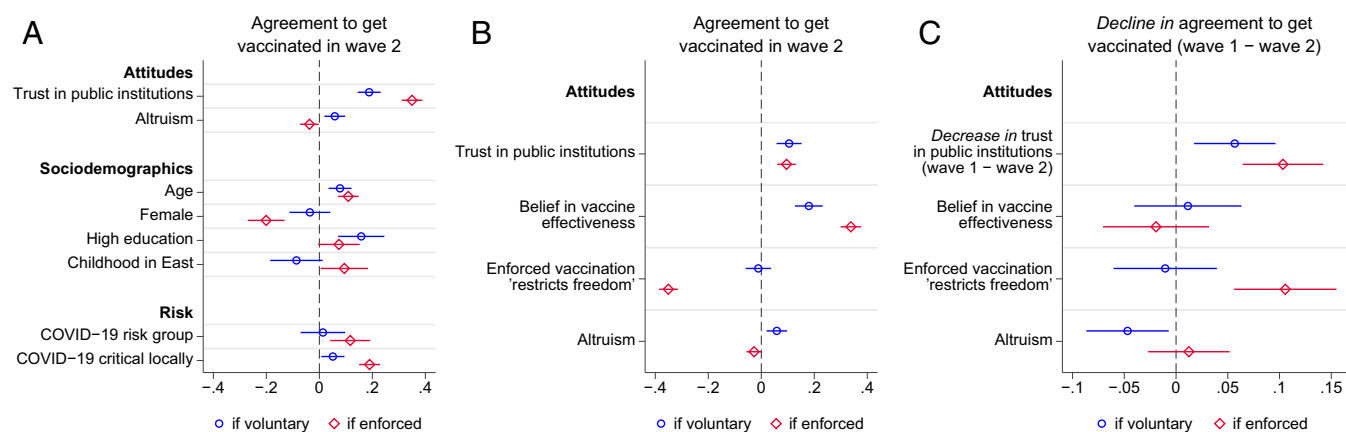 A
Agreement to get
vaccinated in wave 2
Attitudes
Trust in public institutions
Altruism
Sociodemographics
Age
Female
High education
Childhood in East
Risk
COVID−19 risk group
COVID−19 critical locally
−.4 −.2 0 .2 .4
if voluntary if enforced
B
Agreement to get
vaccinated in wave 2
Attitudes
Trust in public institutions
Belief in vaccine
effectiveness
Enforced vaccination
'restricts freedom'
Altruism
−.4 −.2 0 .2 .4
if voluntary if enforced
C
Decline in agreement to get
vaccinated (wave 1 − wave 2)
Attitudes
Decrease in trust
in public institutions
(wave 1 − wave 2)
Belief in vaccine
effectiveness
Enforced vaccination
'restricts freedom'
Altruism
−.1 −.05 0 .05 .1 .15
if voluntary if enforced